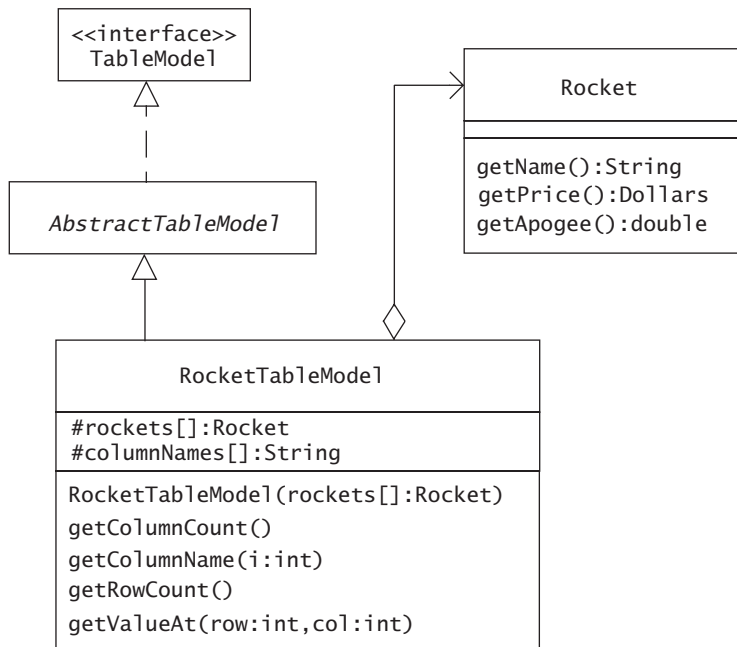 <<interface>>
TableModel
AbstractTableModel
Rocket
getName():String
getPrice():Dollars
getApogee():double
RocketTableModel
#rockets[]:Rocket
#columnNames[]:String
RocketTableModel(rockets[]:Rocket)
getColumnCount()
getColumnName(i:int)
getRowCount()
getValueAt(row:int,col:int)